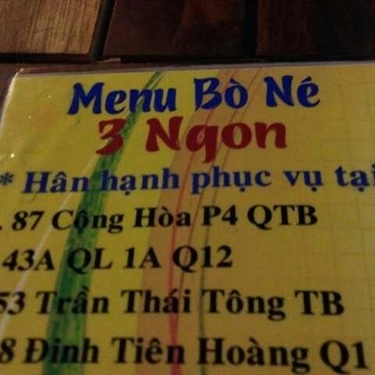 Menu Bò Né
3 Ngon
* Hân hạnh phục vụ tại
. 87 Cộng Hòa P4 QTB
43A QL 1A Q12
53 Trần Thái Tông TB
8 Đinh Tiên Hoàng Q1